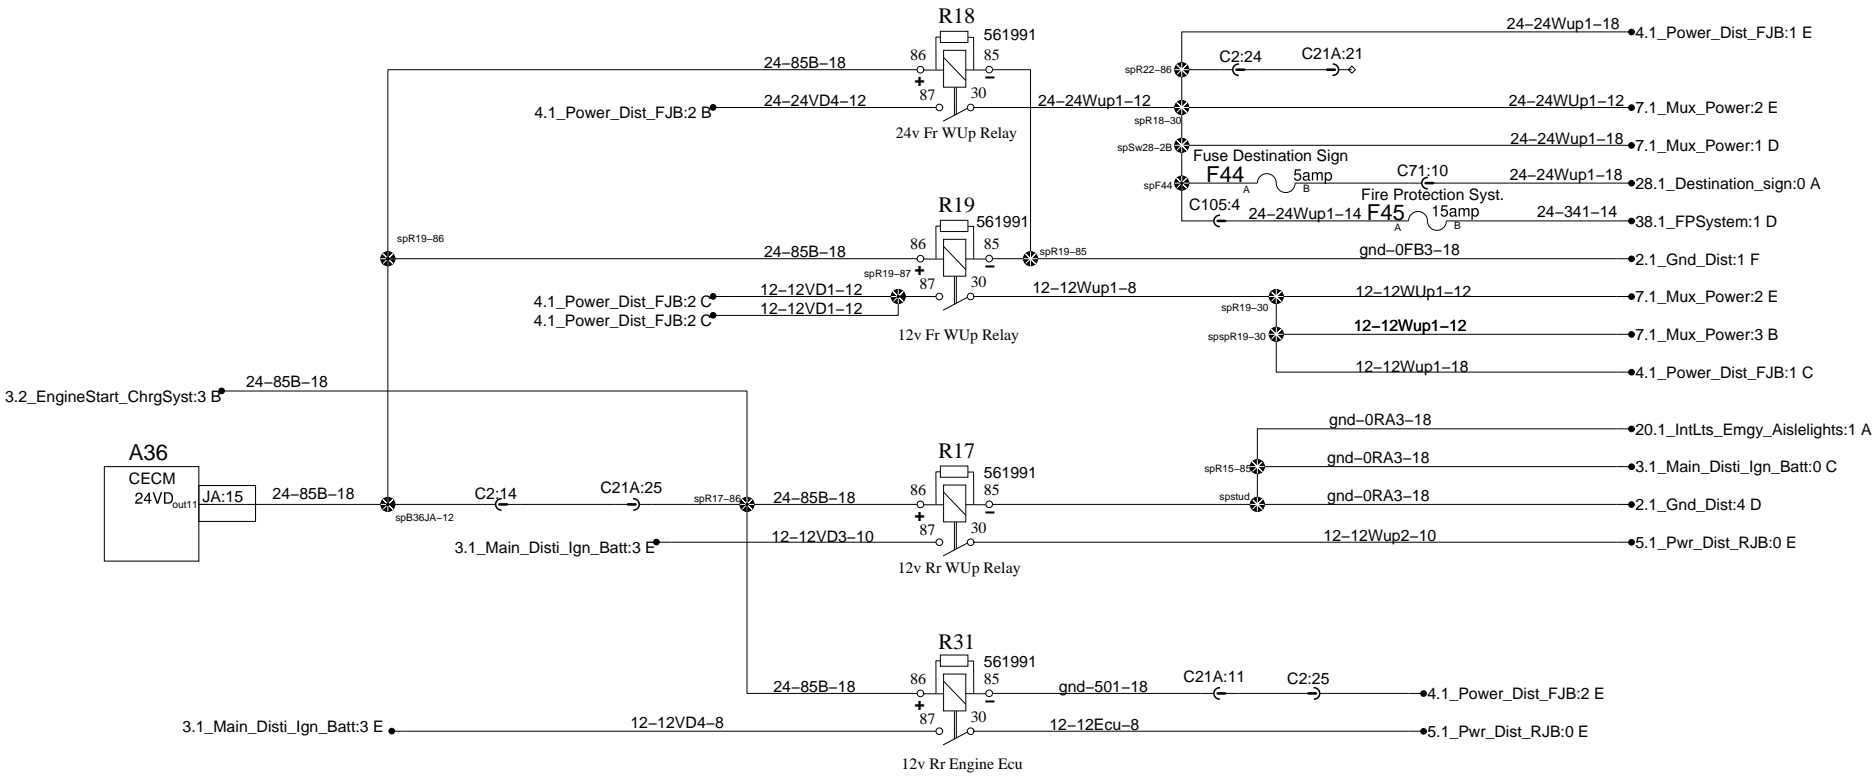 R18
561991
24-24Wup1-18
4.1_Power_Dist_FJB:1 E
86
85
24-85B-18
+
-
spR22-86
C2:24
C21A:21
87
30
4.1_Power_Dist_FJB:2 B
24-24VD4-12
24-24Wup1-12
24-24WUp1-12
7.1_Mux_Power:2 E
spR18-30
24v Fr WUp Relay
spSw28-2B
24-24Wup1-18
7.1_Mux_Power:1 D
Fuse Destination Sign
F44
A
5amp
B
C71:10
24-24Wup1-18
28.1_Destination_sign:0 A
spF44
Fire Protection Syst.
C105:4
24-24Wup1-14
F45
A
15amp
B
24-341-14
38.1_FPSystem:1 D
R19
561991
spR19-86
86
85
24-85B-18
+
-
spR19-85
gnd-0FB3-18
2.1_Gnd_Dist:1 F
spR19-87
87
30
4.1_Power_Dist_FJB:2 C
12-12VD1-12
12-12Wup1-8
12-12WUp1-12
7.1_Mux_Power:2 E
4.1_Power_Dist_FJB:2 C
12-12VD1-12
spR19-30
12v Fr WUp Relay
spspR19-30
12-12Wup1-12
7.1_Mux_Power:3 B
12-12Wup1-18
4.1_Power_Dist_FJB:1 C
3.2_EngineStart_ChrgSyst:3 B
24-85B-18
gnd-0RA3-18
20.1_IntLts_Emgy_Aislelights:1 A
A36
CECM
24VD
out11
JA:15
24-85B-18
spB36JA-12
C2:14
C21A:25
spR17-86
24-85B-18
R17
561991
86
85
+
-
spR15-85
gnd-0RA3-18
3.1_Main_Disti_Ign_Batt:0 C
spstud
gnd-0RA3-18
2.1_Gnd_Dist:4 D
87
30
3.1_Main_Disti_Ign_Batt:3 E
12-12VD3-10
12-12Wup2-10
5.1_Pwr_Dist_RJB:0 E
12v Rr WUp Relay
R31
561991
86
85
24-85B-18
+
-
gnd-501-18
C21A:11
C2:25
4.1_Power_Dist_FJB:2 E
87
30
3.1_Main_Disti_Ign_Batt:3 E
12-12VD4-8
12-12Ecu-8
5.1_Pwr_Dist_RJB:0 E
12v Rr Engine Ecu